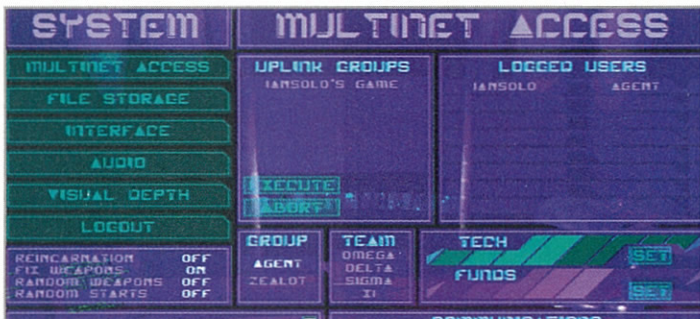 SYSTEM
MULTINET ACCESS
MULTINET ACCESS
FILE STORAGE
INTERFACE
AUDIO
VISUAL DEPTH
LOGOUT
REINCARNATION OFF
FIX WEAPONS ON
RANDOM WEAPONS OFF
RANDOM STARTS OFF
UPLINK GROUPS
IANSOLO'S GAME
EXECUTE
ABORT
LOGGED USERS
IANSOLO AGENT
GROUP
AGENT
ZEALOT
TEAM
OMEGA
DELTA
SIGMA
XI
TECH
SET
FUNDS
SET
COMMUNICATIONS